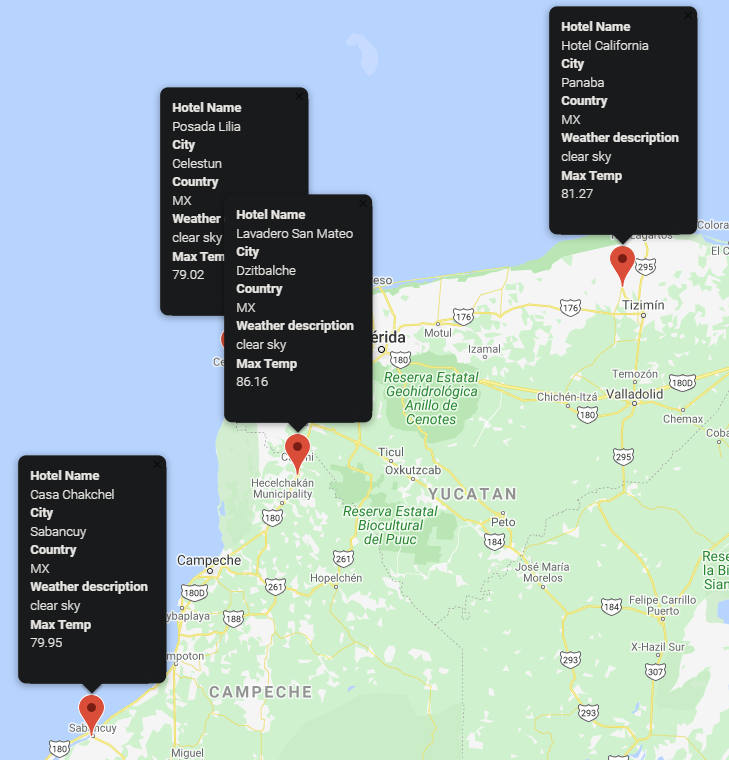 Hotel Name
Hotel California
City
Panaba
Country
MX
Weather description
clear sky
Max Temp
81.27
Hotel Name
Posada Lilia
City
Celestun
Country
MX
Weather
clear sky
Max Tem
79.02
Hotel Name
Lavadero San Mateo
City
Dzitbalche
Country
MX
Weather description
clear sky
Max Temp
86.16
Hotel Name
Casa Chakchel
City
Sabancuy
Country
MX
Weather description
clear sky
Max Temp
79.95
Colora
El C
295
Tizimín
176
176
eso
Motul
érida
180
Izamal
Reserva Estatal
Geohidrológica
Anillo de
Cenotes
Temozón
180D
Chichén-Itzá
Valladolid
180
Chemax
Coba
295
Ce
Hecelchakán
Municipality
180
Ticul
Oxkutzcab
YUCATAN
Reserva Estatal
Biocultural
del Puuc
Peto
184
Campeche
261
José María
Morelos
Rese
la Bi
Sian
180D
261
Hopelchén
ybaplaya
188
184
Felipe Carrillo
Puerto
X-Hazil Sur
mpoton
293
307
CAMPECHE
293
Sabancuy
180
Miguel